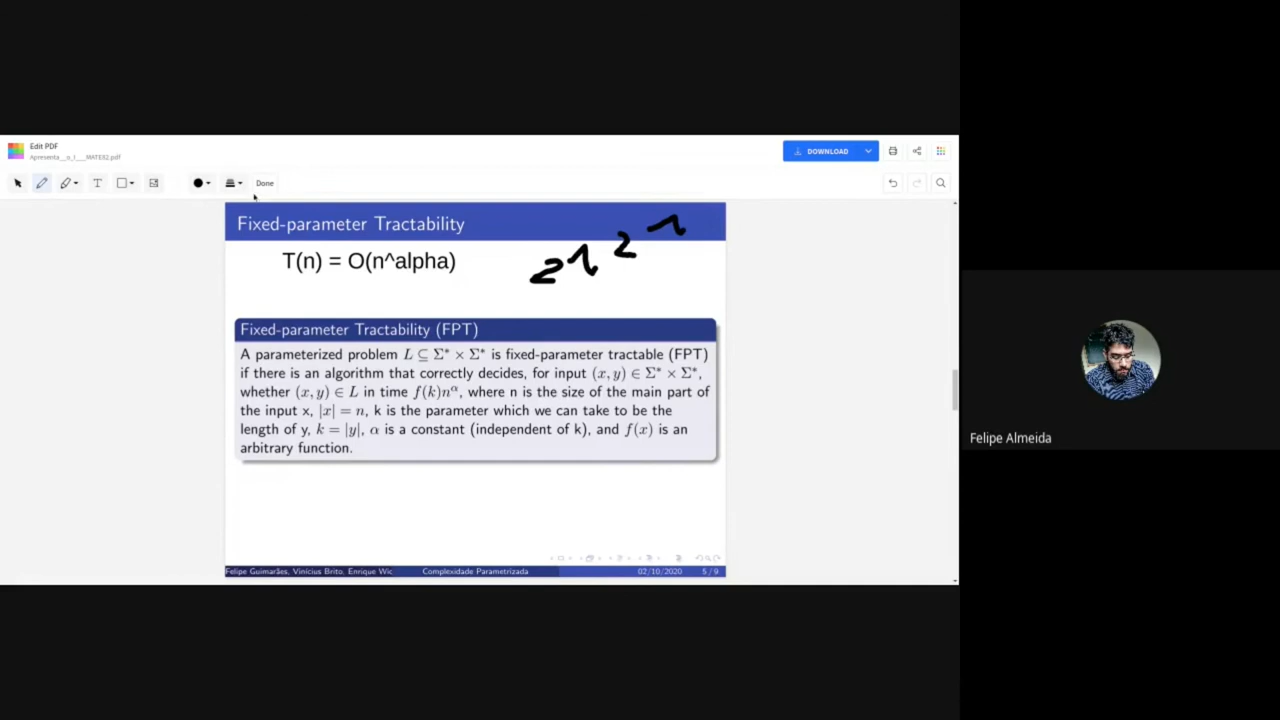 Edit PDF
Apresenta__o_I___MATE82.pdf
DOWNLOAD
T
Done
Fixed-parameter Tractability
T(n) = O(n^alpha)
2
2
Fixed-parameter Tractability (FPT)
A parameterized problem L ⊆ Σ* × Σ* is fixed-parameter tractable (FPT)
if there is an algorithm that correctly decides, for input (x, y) ∈ Σ* × Σ*,
whether (x, y) ∈ L in time f(k)n^α, where n is the size of the main part of
the input x, |x| = n, k is the parameter which we can take to be the
length of y, k = |y|, α is a constant (independent of k), and f(x) is an
arbitrary function.
Felipe Guimarães, Vinícius Brito, Enrique Wic
Complexidade Parametrizada
02/10/2020
5 / 9
Felipe Almeida